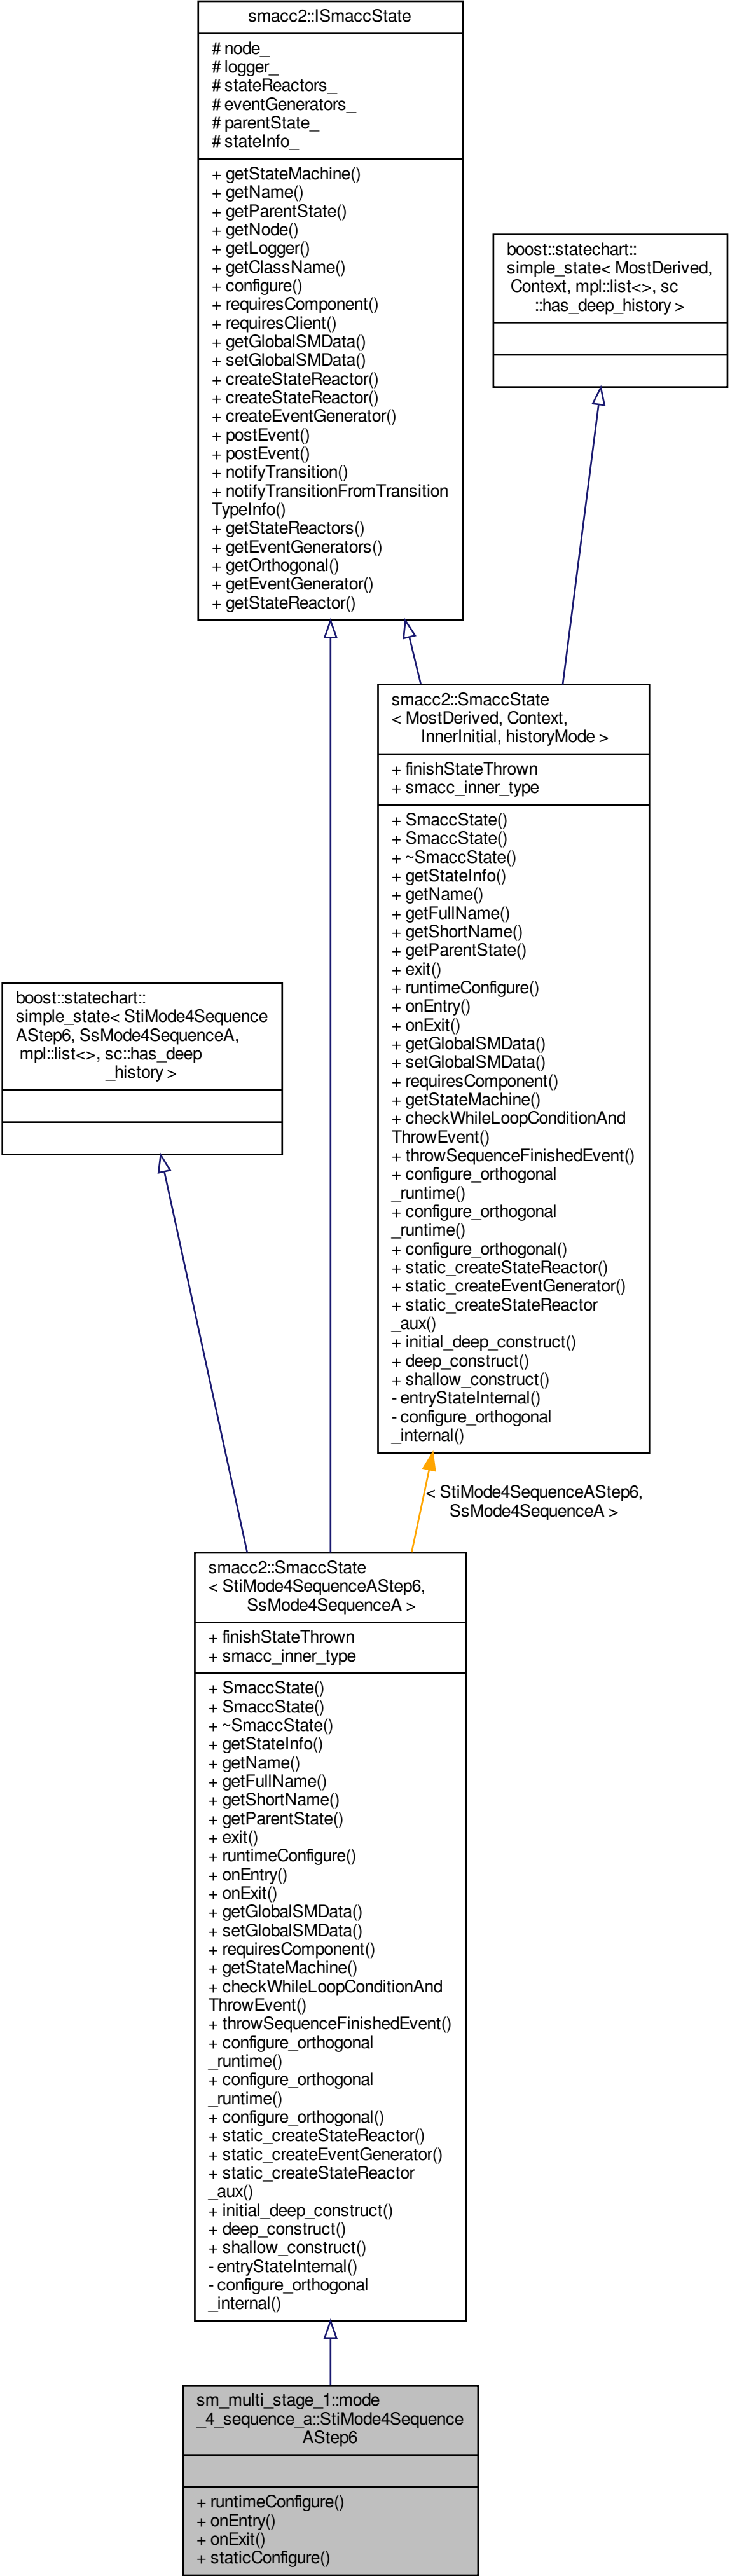 smacc2::ISmaccState
# node_
# logger_
# stateReactors_
# eventGenerators_
# parentState_
# stateInfo_
+ getStateMachine()
+ getName()
+ getParentState()
+ getNode()
+ getLogger()
+ getClassName()
+ configure()
+ requiresComponent()
+ requiresClient()
+ getGlobalSMData()
+ setGlobalSMData()
+ createStateReactor()
+ createStateReactor()
+ createEventGenerator()
+ postEvent()
+ postEvent()
+ notifyTransition()
+ notifyTransitionFromTransition
TypeInfo()
+ getStateReactors()
+ getEventGenerators()
+ getOrthogonal()
+ getEventGenerator()
+ getStateReactor()
boost::statechart::
simple_state< MostDerived,
Context, mpl::list<>, sc
::has_deep_history >
smacc2::SmaccState
< MostDerived, Context,
InnerInitial, historyMode >
+ finishStateThrown
+ smacc_inner_type
+ SmaccState()
+ SmaccState()
+ ~SmaccState()
+ getStateInfo()
+ getName()
+ getFullName()
+ getShortName()
+ getParentState()
+ exit()
+ runtimeConfigure()
+ onEntry()
+ onExit()
+ getGlobalSMData()
+ setGlobalSMData()
+ requiresComponent()
+ getStateMachine()
+ checkWhileLoopConditionAnd
ThrowEvent()
+ throwSequenceFinishedEvent()
+ configure_orthogonal
_runtime()
+ configure_orthogonal
_runtime()
+ configure_orthogonal()
+ static_createStateReactor()
+ static_createEventGenerator()
+ static_createStateReactor
_aux()
+ initial_deep_construct()
+ deep_construct()
+ shallow_construct()
- entryStateInternal()
- configure_orthogonal
_internal()
boost::statechart::
simple_state< StiMode4Sequence
AStep6, SsMode4SequenceA,
mpl::list<>, sc::has_deep
_history >
< StiMode4SequenceAStep6,
SsMode4SequenceA >
smacc2::SmaccState
< StiMode4SequenceAStep6,
SsMode4SequenceA >
+ finishStateThrown
+ smacc_inner_type
+ SmaccState()
+ SmaccState()
+ ~SmaccState()
+ getStateInfo()
+ getName()
+ getFullName()
+ getShortName()
+ getParentState()
+ exit()
+ runtimeConfigure()
+ onEntry()
+ onExit()
+ getGlobalSMData()
+ setGlobalSMData()
+ requiresComponent()
+ getStateMachine()
+ checkWhileLoopConditionAnd
ThrowEvent()
+ throwSequenceFinishedEvent()
+ configure_orthogonal
_runtime()
+ configure_orthogonal
_runtime()
+ configure_orthogonal()
+ static_createStateReactor()
+ static_createEventGenerator()
+ static_createStateReactor
_aux()
+ initial_deep_construct()
+ deep_construct()
+ shallow_construct()
- entryStateInternal()
- configure_orthogonal
_internal()
sm_multi_stage_1::mode
_4_sequence_a::StiMode4Sequence
AStep6
+ runtimeConfigure()
+ onEntry()
+ onExit()
+ staticConfigure()